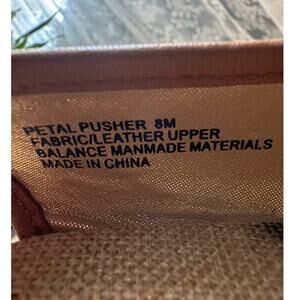 PETAL PUSHER 8M
FABRIC/LEATHER UPPER
BALANCE MANMADE MATERIALS
MADE IN CHINA